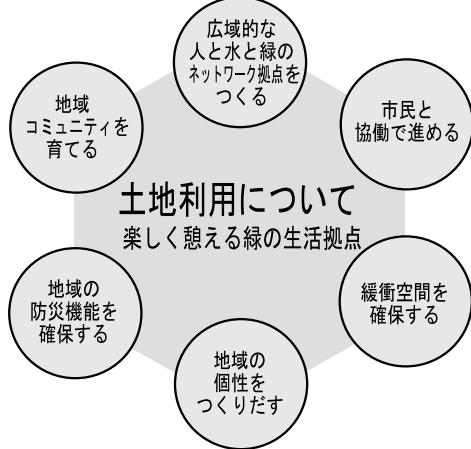 広域的な
人と水と緑の
ネットワーク拠点を
つくる
市民と
協働で進める
緩衝空間を
確保する
地域の
個性を
つくりだす
地域の
防災機能を
確保する
地域
コミュニティを
育てる
土地利用について
楽しく憩える緑の生活拠点